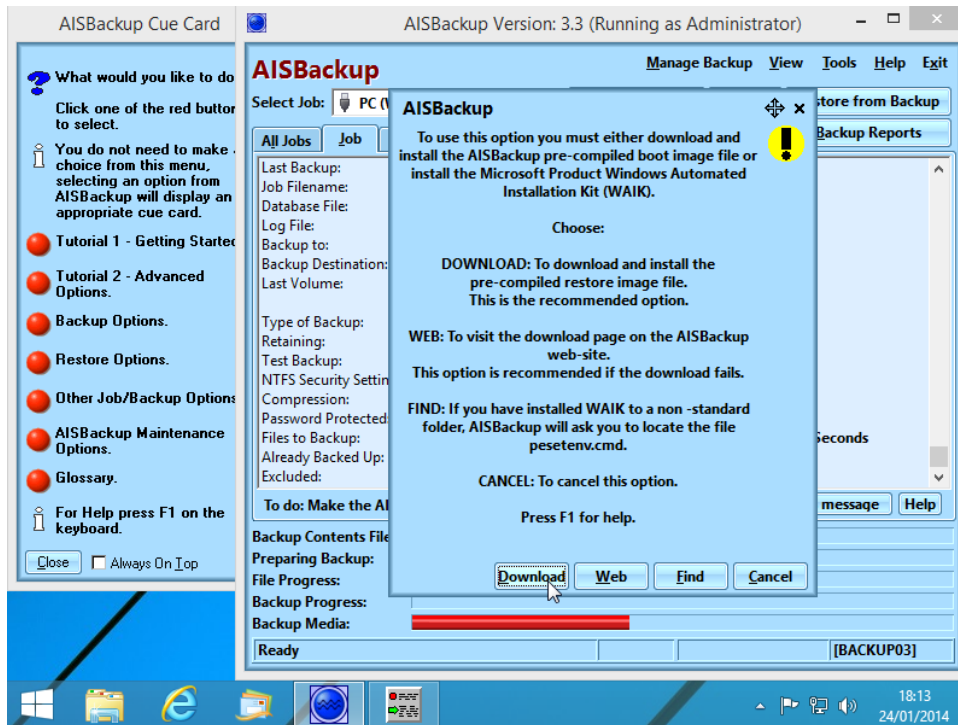 AISBackup Cue Card
AISBackup Version: 3.3 (Running as Administrator)
What would you like to do
Click one of the red button
to select.
You do not need to make
choice from this menu,
selecting an option from
AISBackup will display an
appropriate cue card.
Tutorial 1 - Getting Started
Tutorial 2 - Advanced
Options.
Backup Options.
Restore Options.
Other Job/Backup Options
AISBackup Maintenance
Options.
Glossary.
For Help press F1 on the
keyboard.
Close
Always On Top
AISBackup
Manage Backup View Tools Help Exit
Select Job: PC
store from Back
All Jobs Job
Backup Reports
Last Backup:
Job Filename:
Database File:
Log File:
Backup to:
Backup Destination:
Last Volume:
Type of Backup:
Retaining:
Test Backup:
NTFS Security Settin
Compression:
Password Protected:
Files to Backup:
Already Backed Up:
Excluded:
Seconds
To do: Make the AI
message Help
Backup Contents File
Preparing Backup:
File Progress:
Backup Progress:
Backup Media:
Ready
[BACKUP03]
AISBackup
To use this option you must either download and
install the AISBackup pre-compiled boot image file or
install the Microsoft Product Windows Automated
Installation Kit (WAIK).
Choose:
DOWNLOAD: To download and install the
pre-compiled restore image file.
This is the recommended option.
WEB: To visit the download page on the AISBackup
web-site.
This option is recommended if the download fails.
FIND: If you have installed WAIK to a non -standard
folder, AISBackup will ask you to locate the file
pesetenv.cmd.
CANCEL: To cancel this option.
Press F1 for help.
Download Web Find Cancel
18:13
24/01/2014